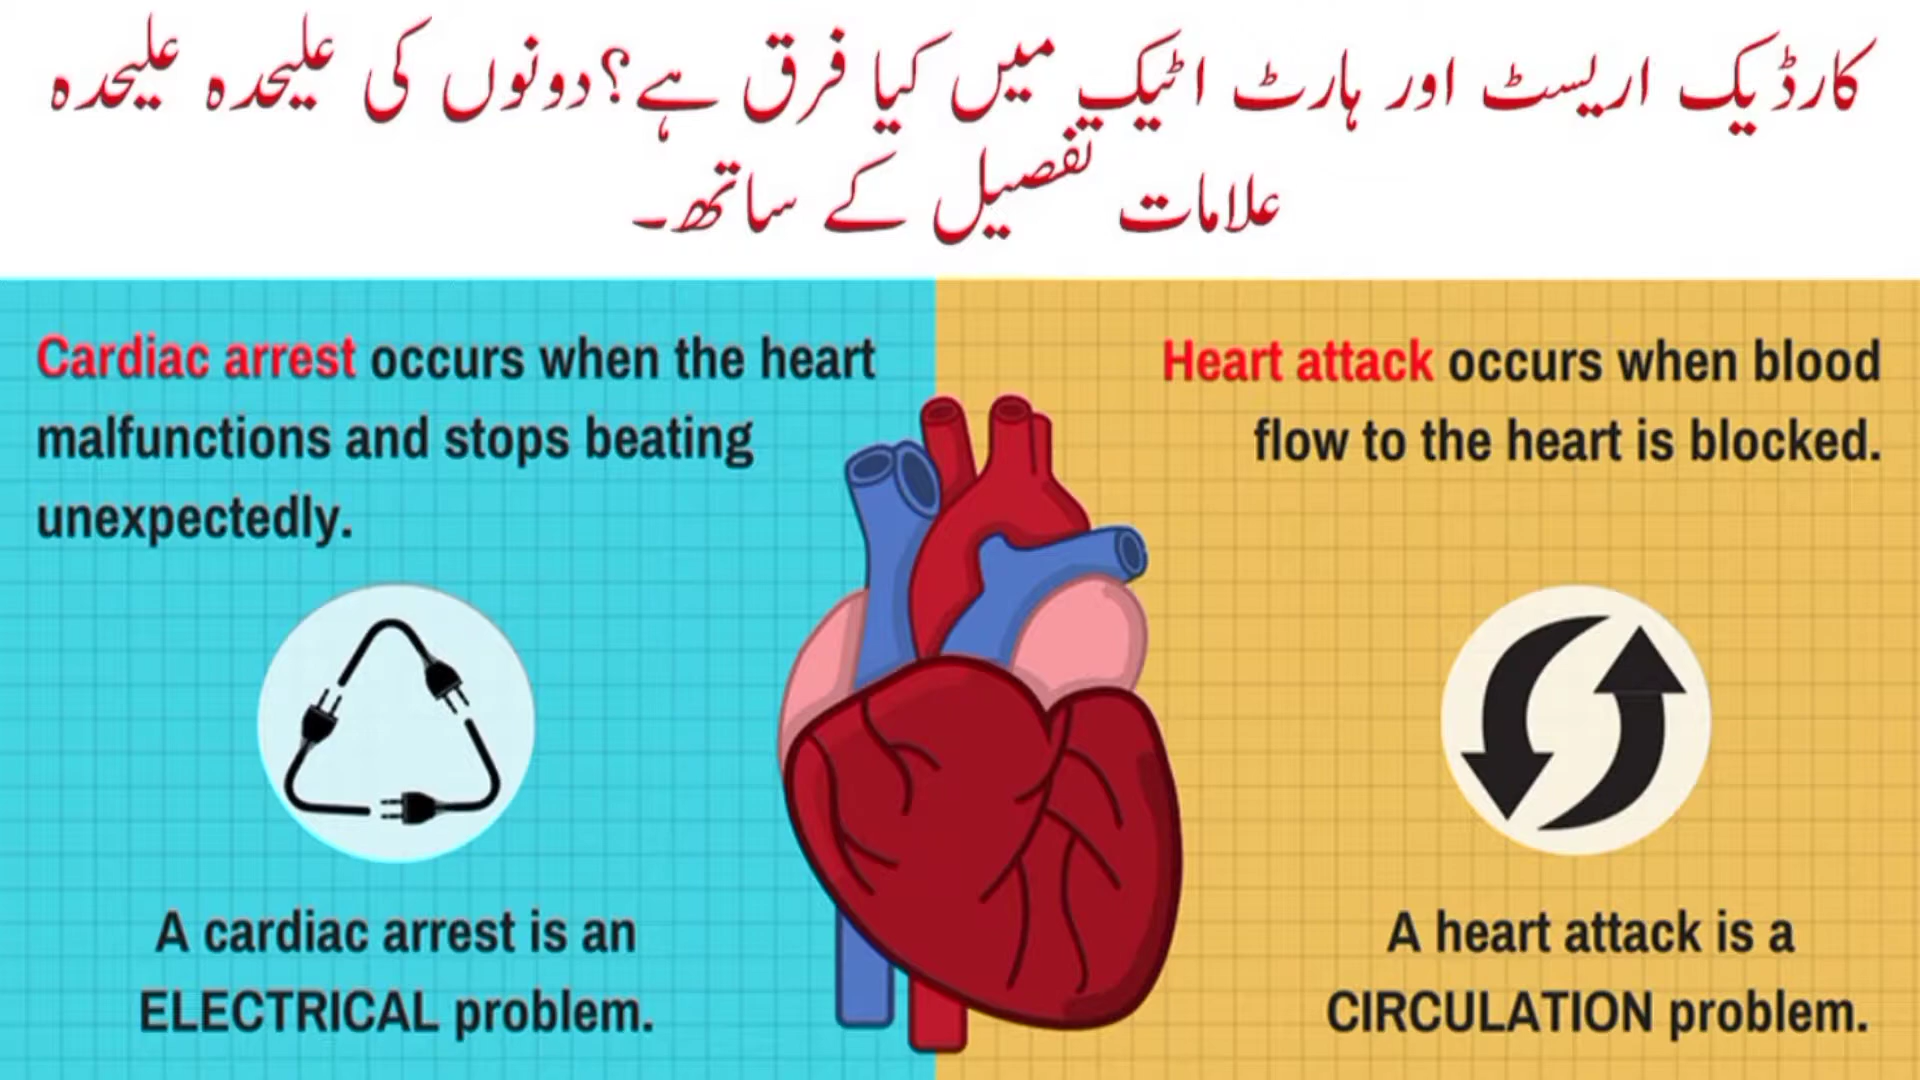 کارڈیک اریسٹ اور ہارٹ اٹیک میں کیا فرق ہے؟دونوں کی علیحدہ علیحدہ
علامات تفصیل کے ساتھ۔
Cardiac arrest occurs when the heart
malfunctions and stops beating
unexpectedly.
A cardiac arrest is an
ELECTRICAL problem.
Heart attack occurs when blood
flow to the heart is blocked.
A heart attack is a
CIRCULATION problem.